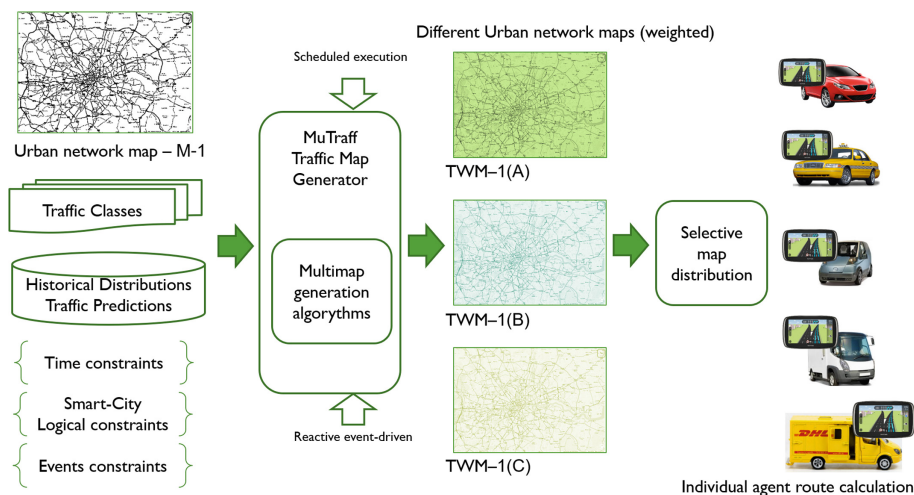 Different Urban network maps (weighted)
Scheduled execution
MuTraff
Traffic Map
Generator
Urban network map – M-1
TWM–1(A)
Traffic Classes
Multimap
generation
algorythms
Selective
map
distribution
Historical Distributions
Traffic Predictions
TWM–1(B)
Time constraints
Smart-City
Logical constraints
DHL
Reactive event-driven
Events constraints
TWM–1(C)
Individual agent route calculation